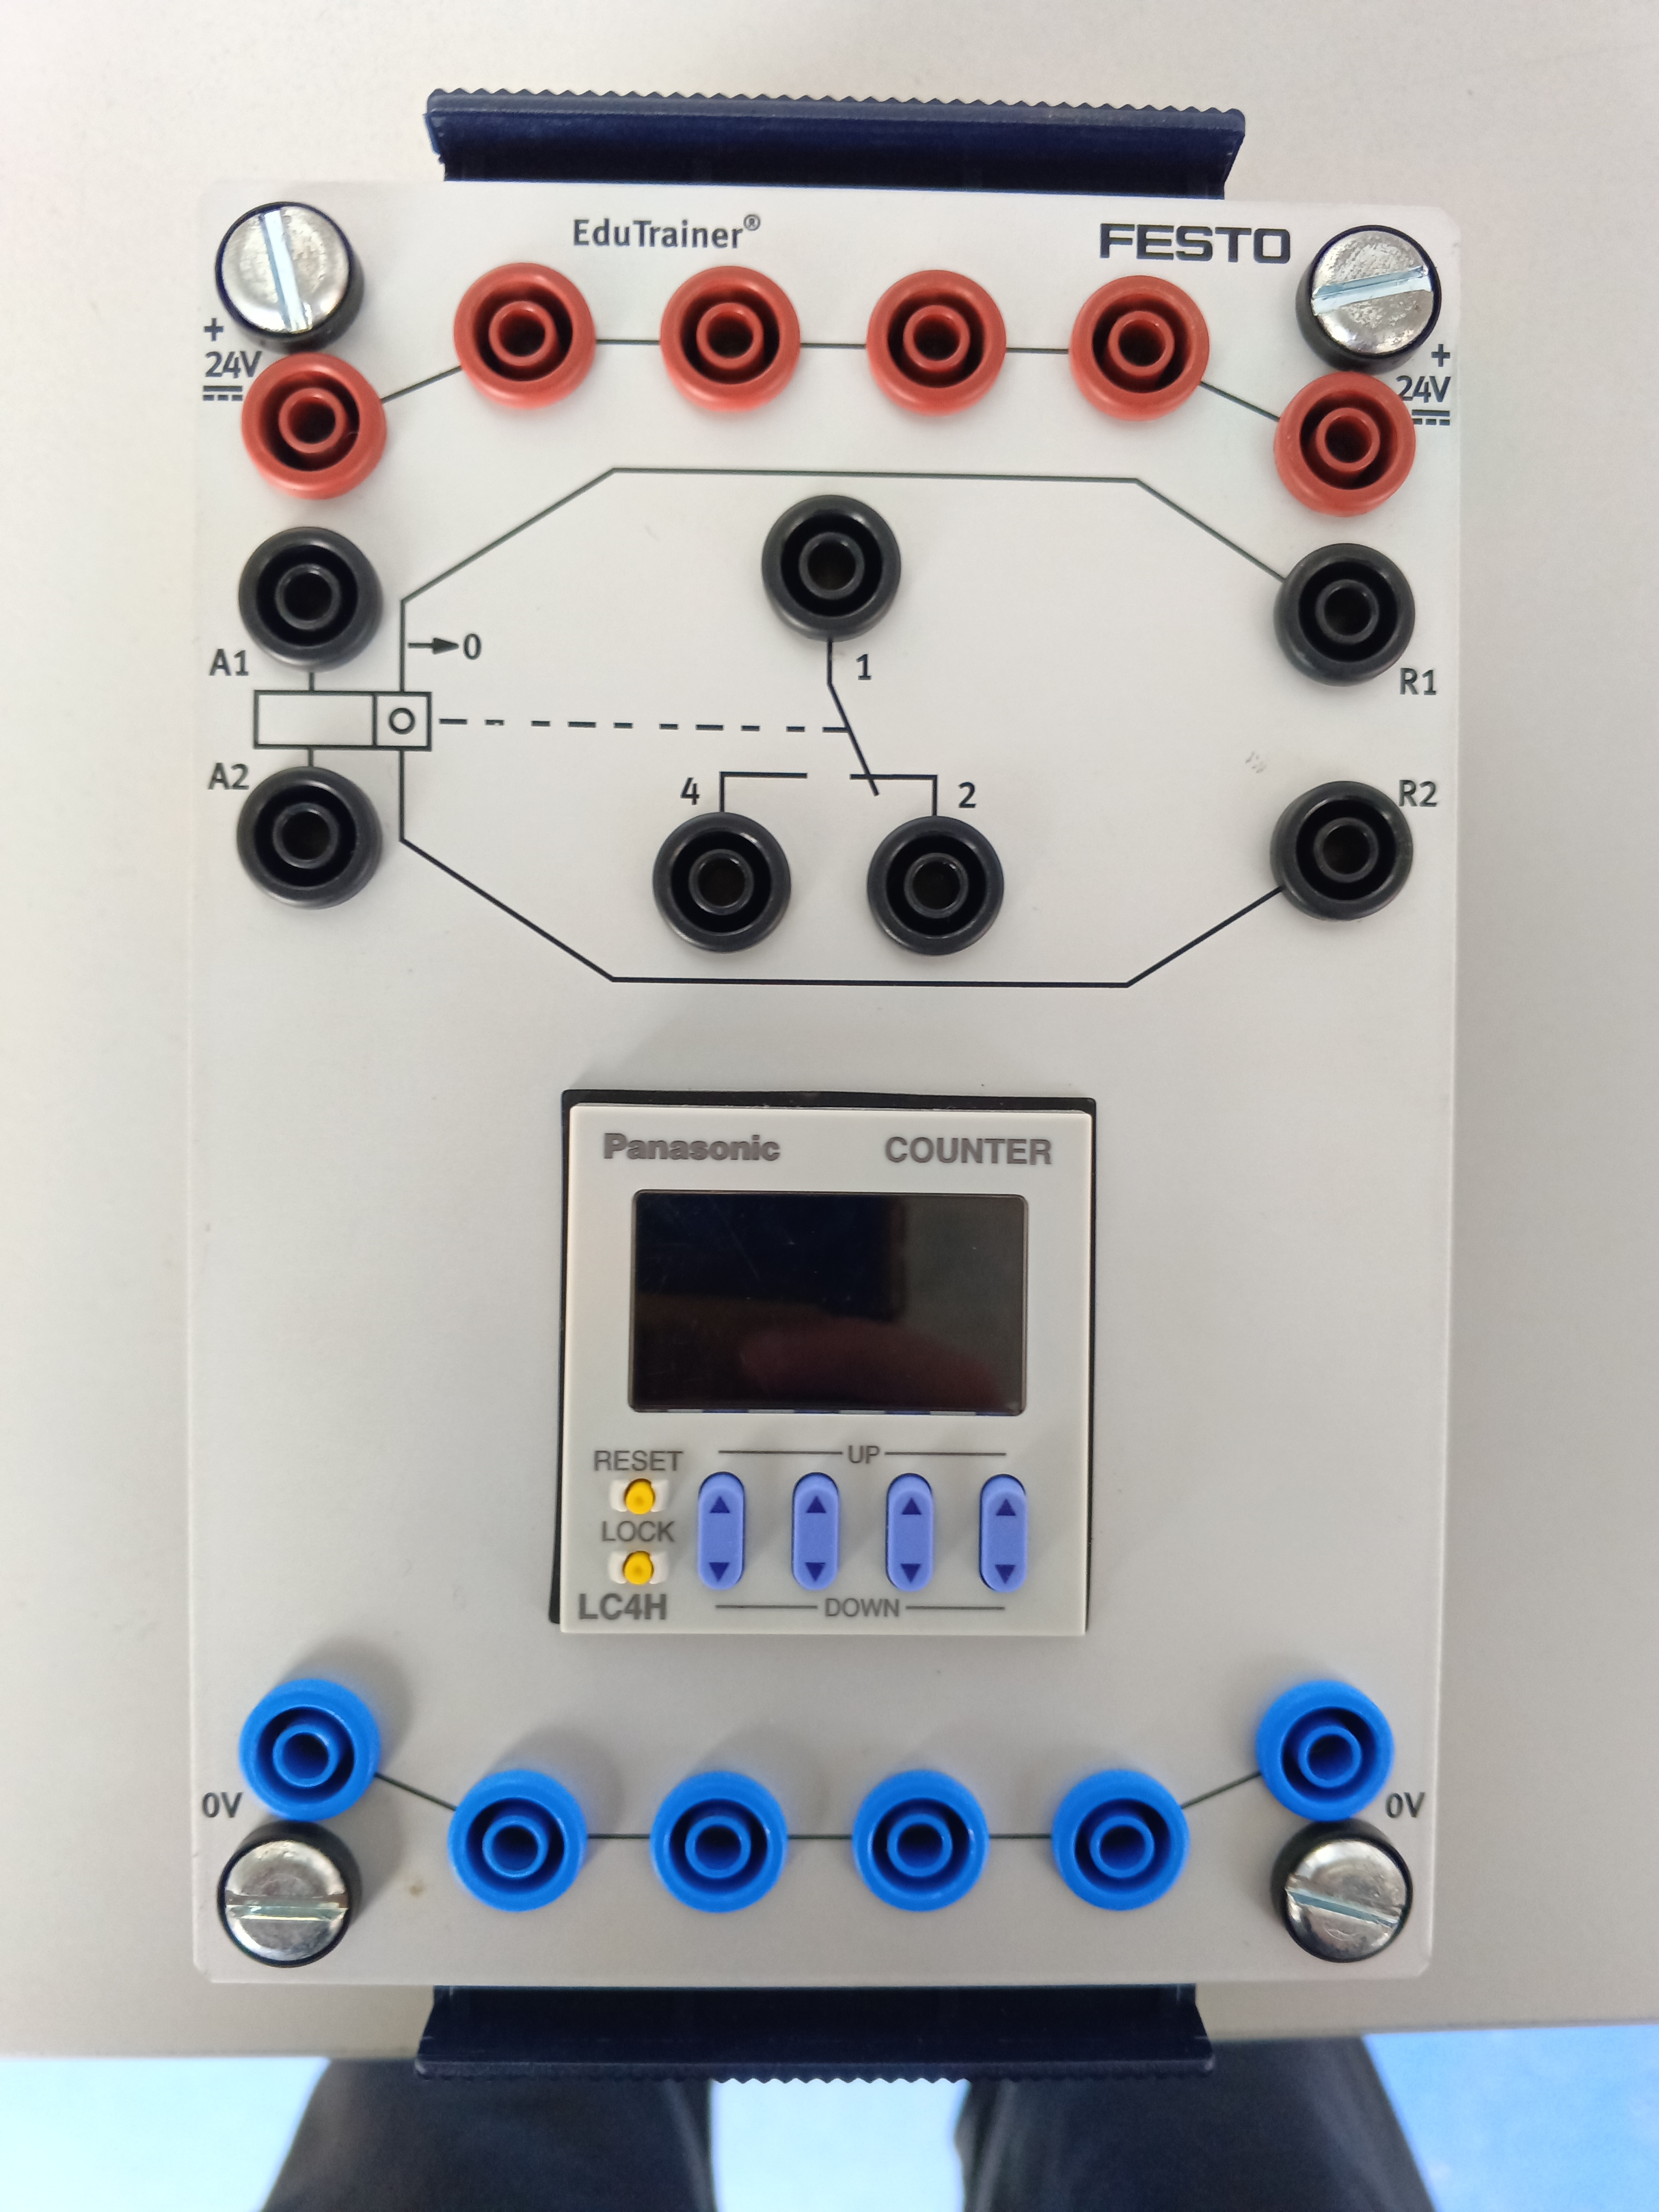 EduTrainer®
FESTO
+
24V
+
24V
A1
0
1
R1
A2
4
2
R2
Panasonic COUNTER
RESET
UP
LOCK
LC4H
DOWN
0V
0V